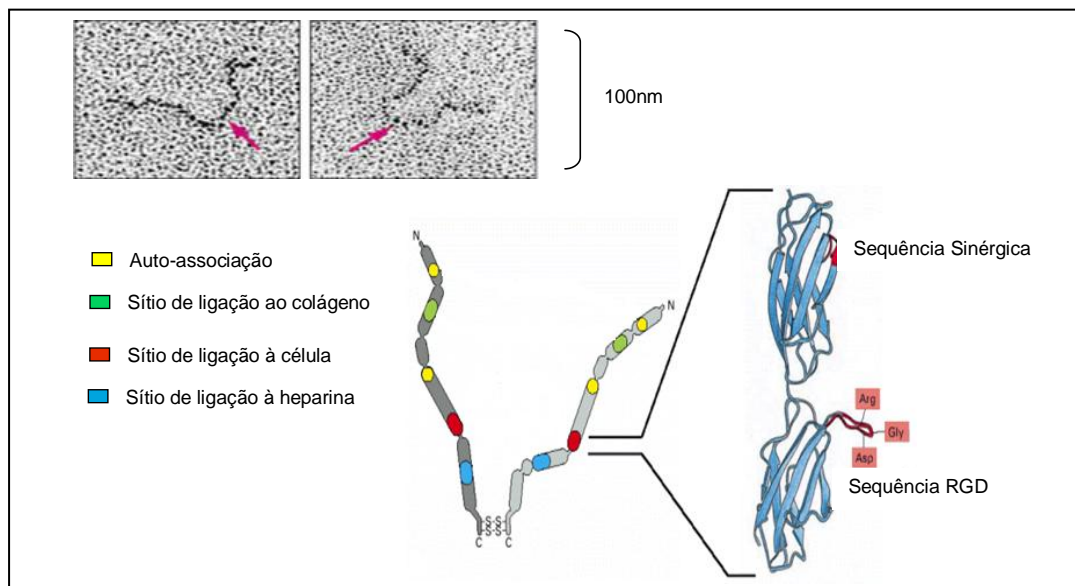 100nm
Auto-associação
Sítio de ligação ao colágeno
Sítio de ligação à célula
Sítio de ligação à heparina
N
N
S S
S S
C
C
Sequência Sinérgica
Arg
Gly
Asp
Sequência RGD